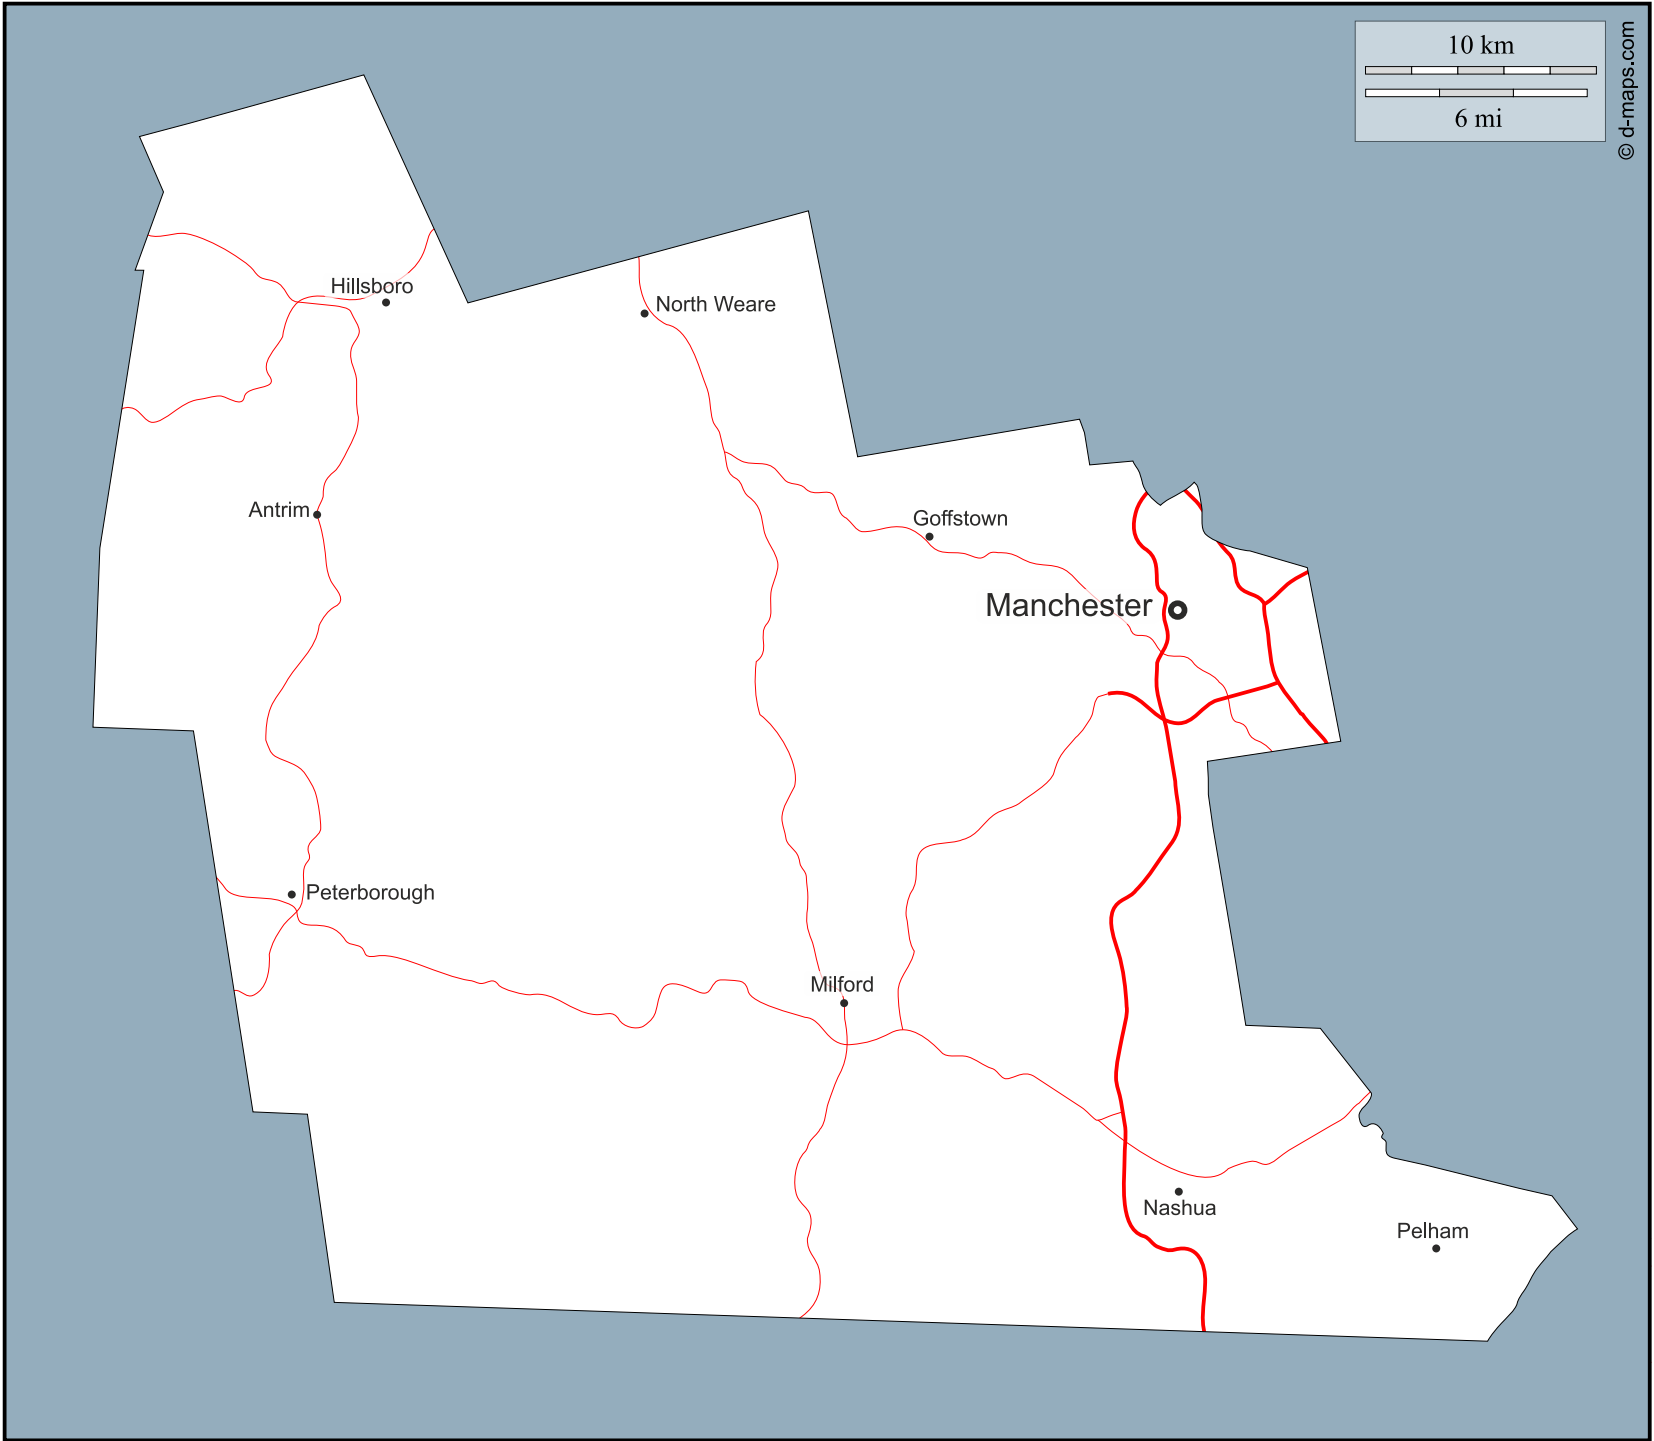 10 km
6 mi
© d-maps.com
Hillsboro
North Weare
Antrim
Goffstown
Manchester
Peterborough
Milford
Nashua
Pelham